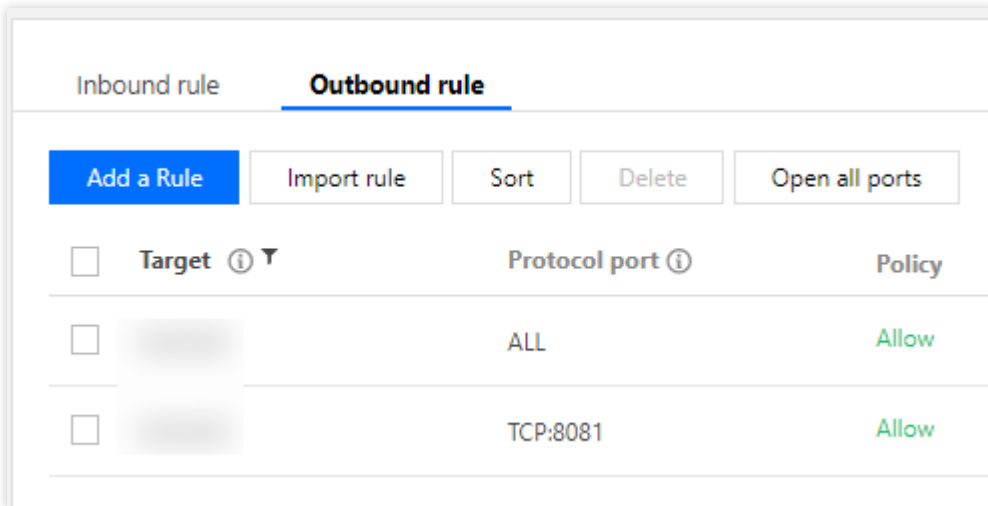 Inbound rule Outbound rule
Add a Rule Import rule Sort Delete Open all ports
Target Protocol port Policy
ALL Allow
TCP:8081 Allow